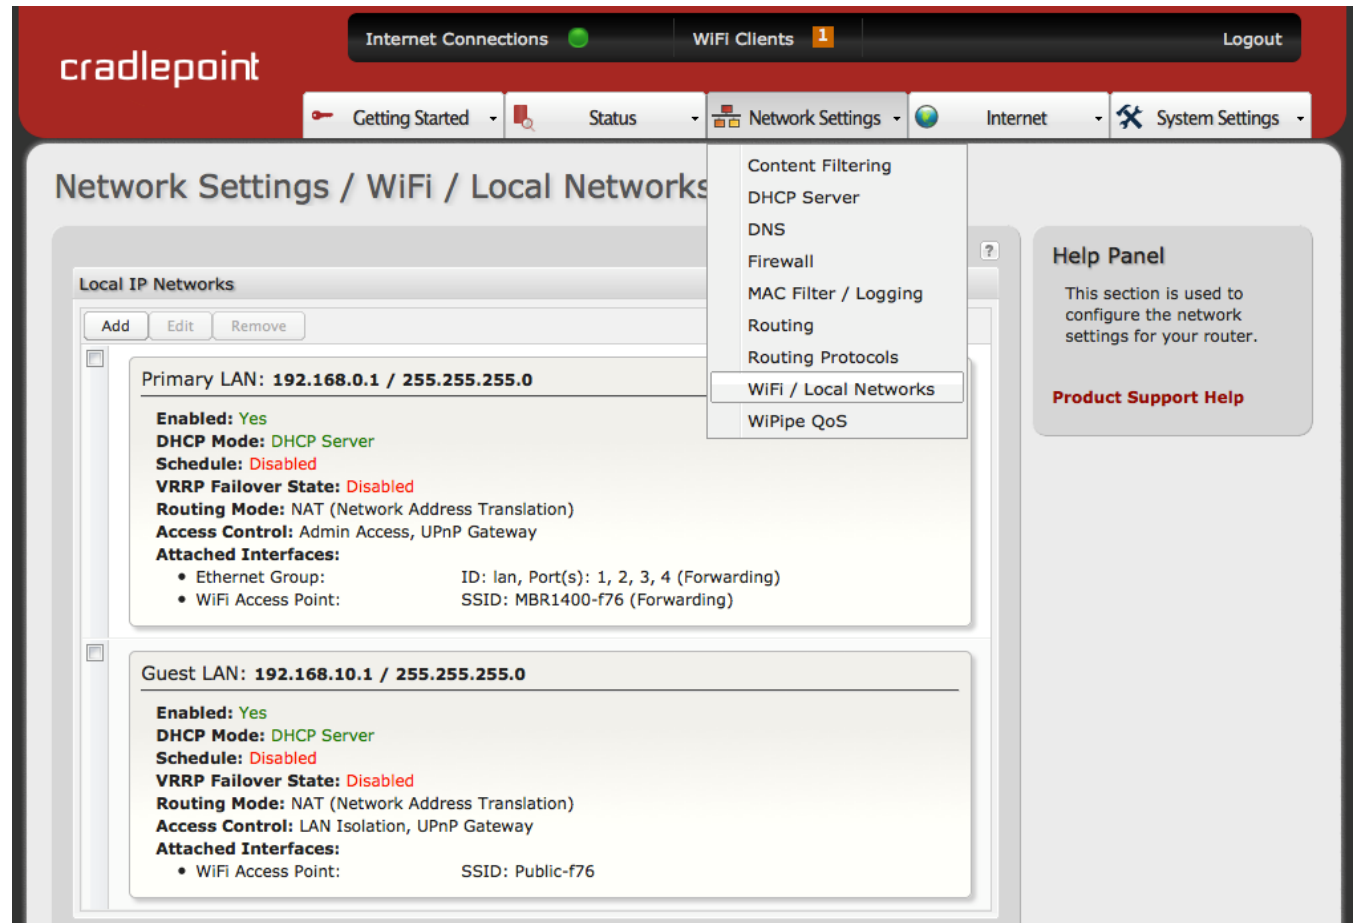 Internet Connections WiFi Clients 1 Logout
cradlepoint
Getting Started Status Network Settings Internet System Settings
Network Settings / WiFi / Local Networks
Content Filtering
DHCP Server
DNS
Firewall
MAC Filter / Logging
Routing
Routing Protocols
WiFi / Local Networks
WiPipe QoS
?
Local IP Networks
Add Edit Remove
Primary LAN: 192.168.0.1 / 255.255.255.0
Enabled: Yes
DHCP Mode: DHCP Server
Schedule: Disabled
VRRP Failover State: Disabled
Routing Mode: NAT (Network Address Translation)
Access Control: Admin Access, UPnP Gateway
Attached Interfaces:
• Ethernet Group: ID: lan, Port(s): 1, 2, 3, 4 (Forwarding)
• WiFi Access Point: SSID: MBR1400-f76 (Forwarding)
Guest LAN: 192.168.10.1 / 255.255.255.0
Enabled: Yes
DHCP Mode: DHCP Server
Schedule: Disabled
VRRP Failover State: Disabled
Routing Mode: NAT (Network Address Translation)
Access Control: LAN Isolation, UPnP Gateway
Attached Interfaces:
• WiFi Access Point: SSID: Public-f76
Help Panel
This section is used to
configure the network
settings for your router.
Product Support Help